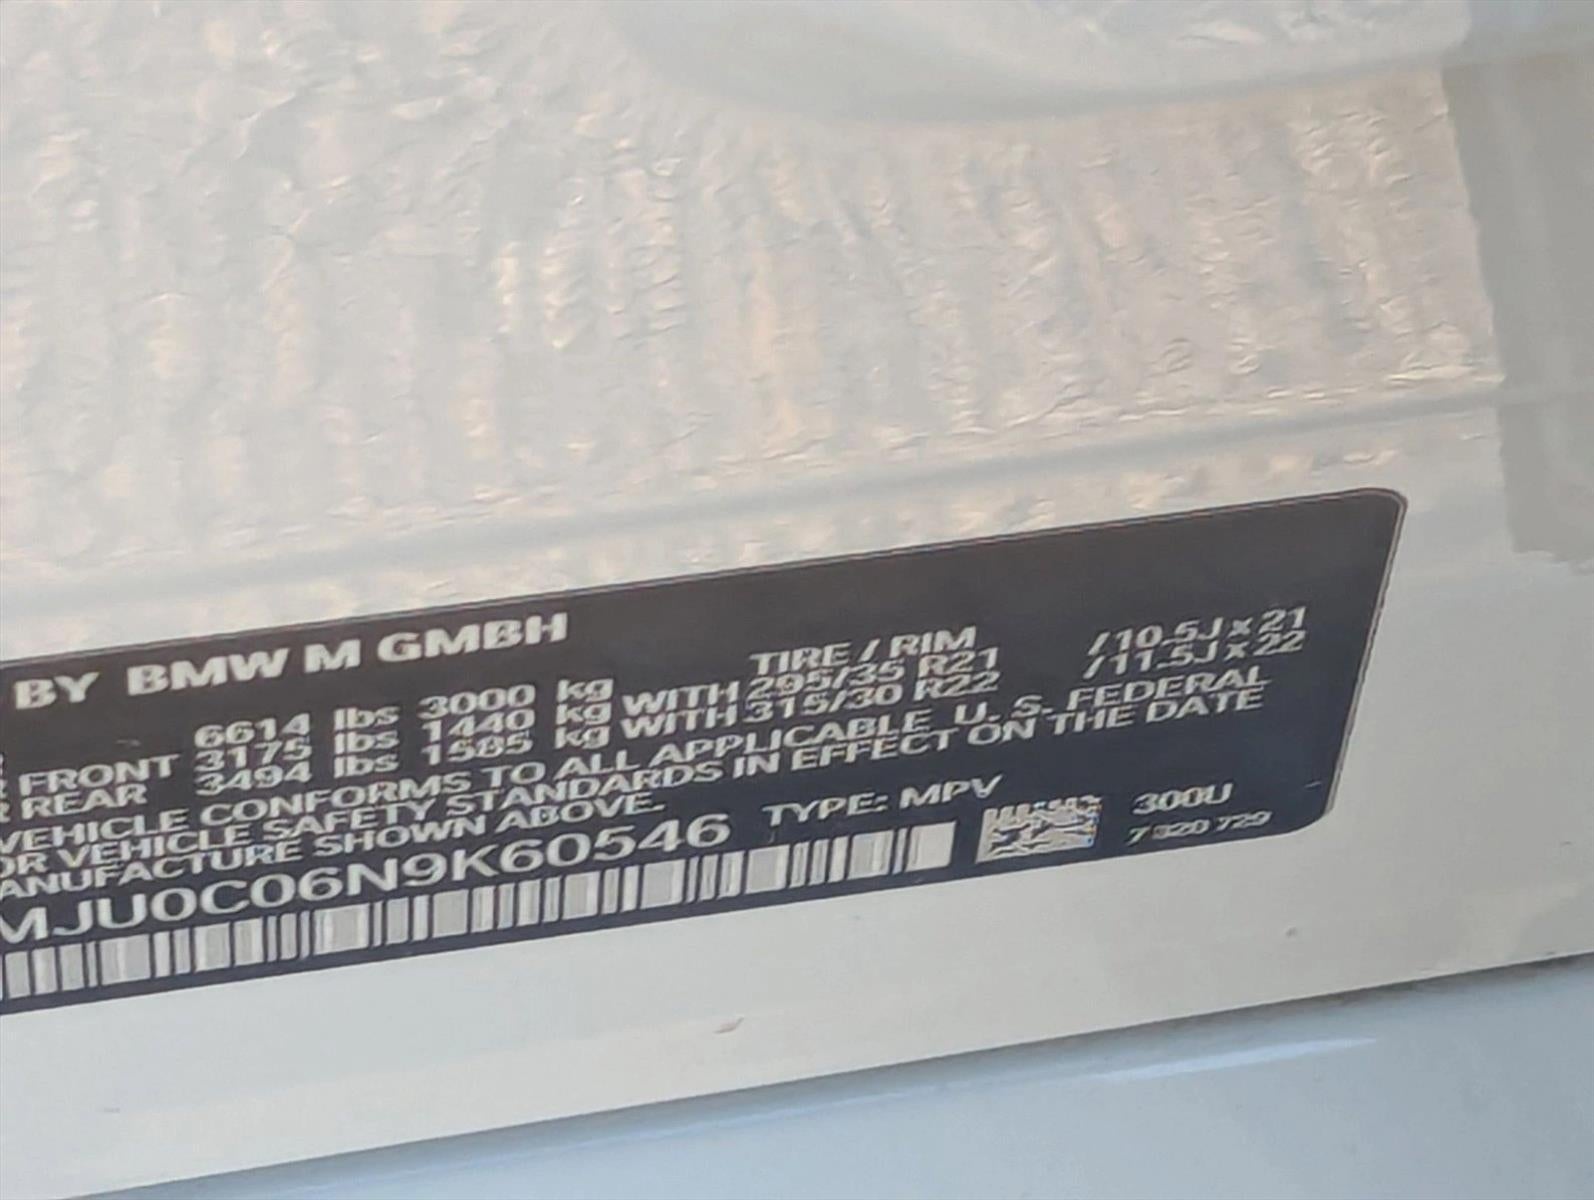 BY BMW M GMBH
6614 lbs 3000 kg TIRE / RIM
FRONT 3175 lbs 1440 kg WITH 295/35 R21 /10.5J x 21
REAR 3494 lbs 1585 kg WITH 315/30 R22 /11.5J x 22
VEHICLE CONFORMS TO ALL APPLICABLE U. S. FEDERAL
OR VEHICLE SAFETY STANDARDS IN EFFECT ON THE DATE
ANUFACTURE SHOWN ABOVE.
MJU0C06N9K60546 TYPE: MPV
300U
7 920 729